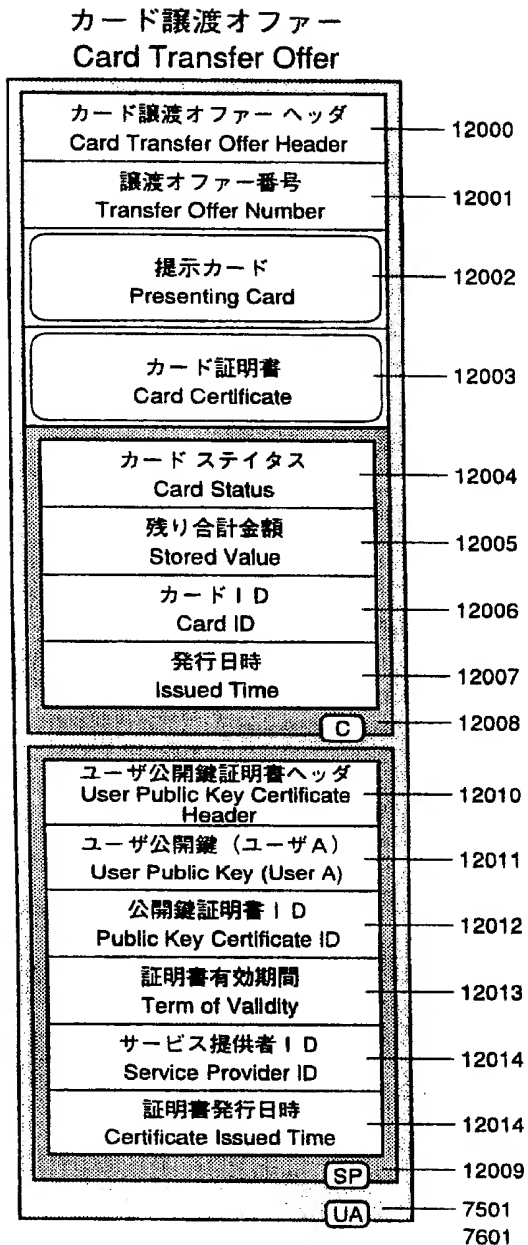 カード譲渡オファー
Card Transfer Offer
カード譲渡オファー ヘッダ
Card Transfer Offer Header
12000
譲渡オファー番号
Transfer Offer Number
12001
提示カード
Presenting Card
12002
カード証明書
Card Certificate
12003
カード ステイタス
Card Status
12004
残り合計金額
Stored Value
12005
カードID
Card ID
12006
発行日時
Issued Time
12007
C
12008
ユーザ公開鍵証明書ヘッダ
User Public Key Certificate
Header
12010
ユーザ公開鍵（ユーザA）
User Public Key (User A)
12011
公開鍵証明書ID
Public Key Certificate ID
12012
証明書有効期間
Term of Validity
12013
サービス提供者ID
Service Provider ID
12014
証明書発行日時
Certificate Issued Time
12014
SP
12009
UA
7501
7601